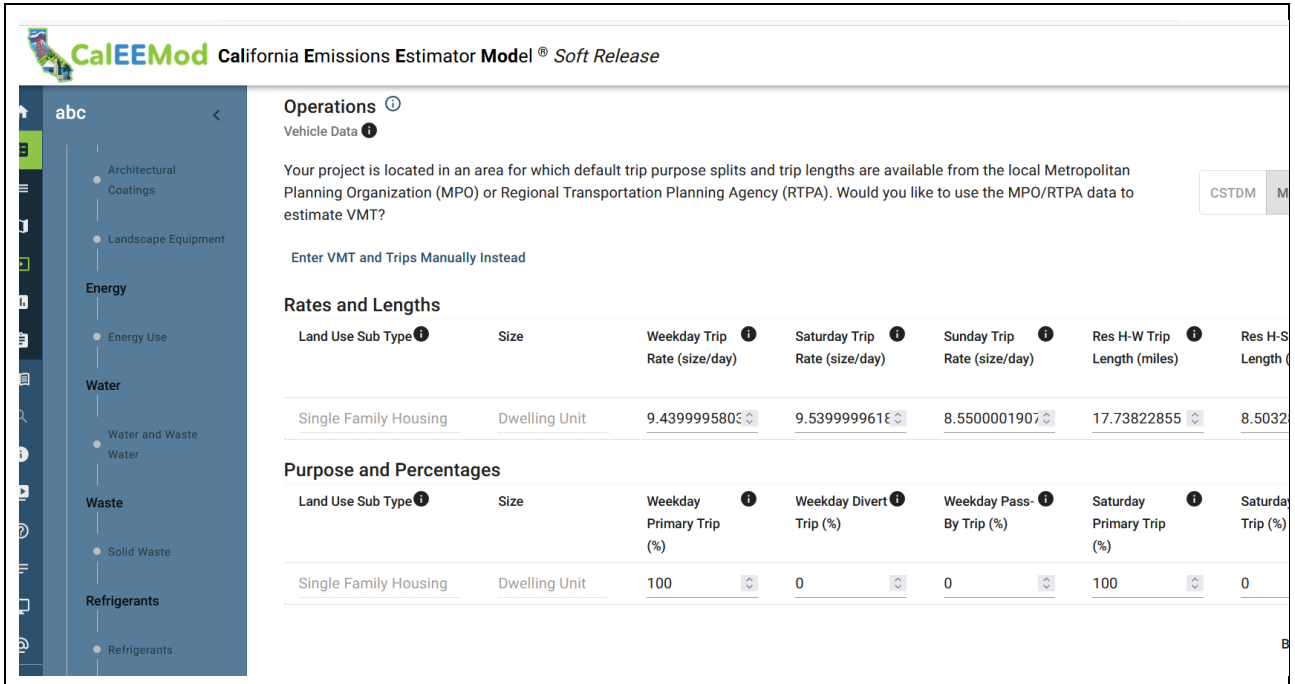 CalEEMod California Emissions Estimator Model ® Soft Release
abc
Architectural
Coatings
Landscape Equipment
Energy
Energy Use
Water
Water and Waste
Water
Waste
Solid Waste
Refrigerants
Refrigerants
Operations
Vehicle Data
Your project is located in an area for which default trip purpose splits and trip lengths are available from the local Metropolitan
Planning Organization (MPO) or Regional Transportation Planning Agency (RTPA). Would you like to use the MPO/RTPA data to
estimate VMT?
CSTDM M
Enter VMT and Trips Manually Instead
Rates and Lengths
Land Use Sub Type Size Weekday Trip Saturday Trip Sunday Trip Res H-W Trip Res H-S
Rate (size/day) Rate (size/day) Rate (size/day) Length (miles) Length (
Single Family Housing Dwelling Unit 9.4399995803 9.5399999618 8.5500001907 17.73822855 8.5032
Purpose and Percentages
Land Use Sub Type Size Weekday Weekday Divert Weekday Pass- Saturday Saturday
Primary Trip Trip (%) By Trip (%) Primary Trip Trip (%)
(%) (%)
Single Family Housing Dwelling Unit 100 0 0 100 0
B